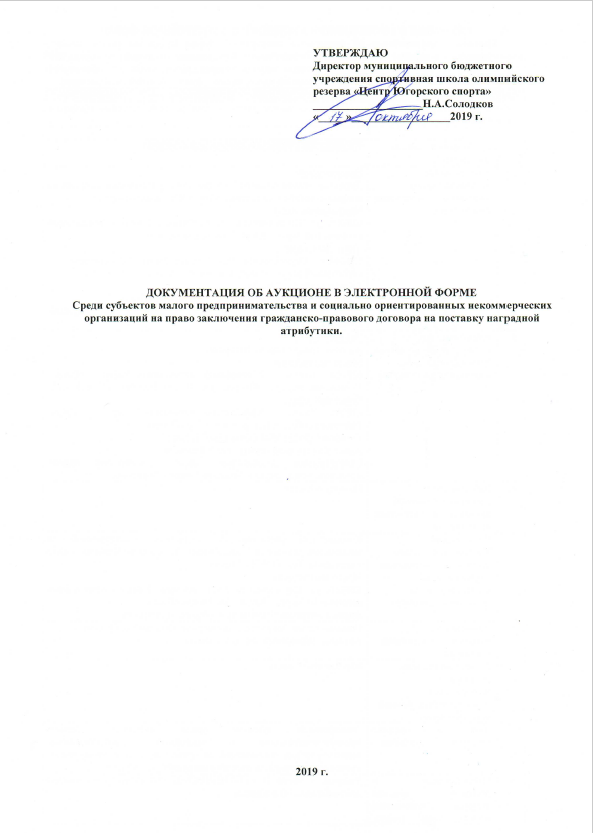 УТВЕРЖДАЮ
Директор муниципального бюджетного
учреждения спортивная школа олимпийского
резерва «Центр Югорского спорта»
____________________ Н.А.Солодков
« 17 » октября 2019 г.
ДОКУМЕНТАЦИЯ ОБ АУКЦИОНЕ В ЭЛЕКТРОННОЙ ФОРМЕ
Среди субъектов малого предпринимательства и социально ориентированных некоммерческих
организаций на право заключения гражданско-правового договора на поставку наградной
атрибутики.
2019 г.